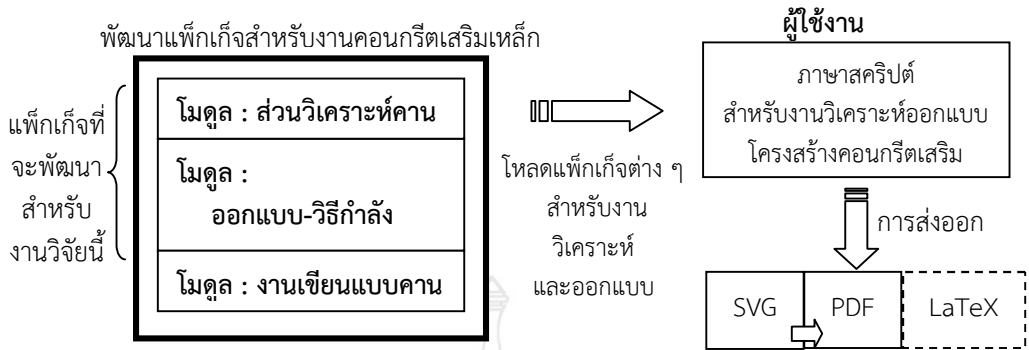 พัฒนาแพ็กเก็จสำหรับงานคอนกรีตเสริมเหล็ก
แพ็กเก็จที่
จะพัฒนา
สำหรับ
งานวิจัยนี้
โมดูล : ส่วนวิเคราะห์คาน
โมดูล :
ออกแบบ-วิธีกำลัง
โมดูล : งานเขียนแบบคาน
โหลดแพ็กเก็จต่าง ๆ
สำหรับงาน
วิเคราะห์
และออกแบบ
ผู้ใช้งาน
ภาษาสคริปต์
สำหรับงานวิเคราะห์ออกแบบ
โครงสร้างคอนกรีตเสริม
การส่งออก
SVG
PDF
LaTeX